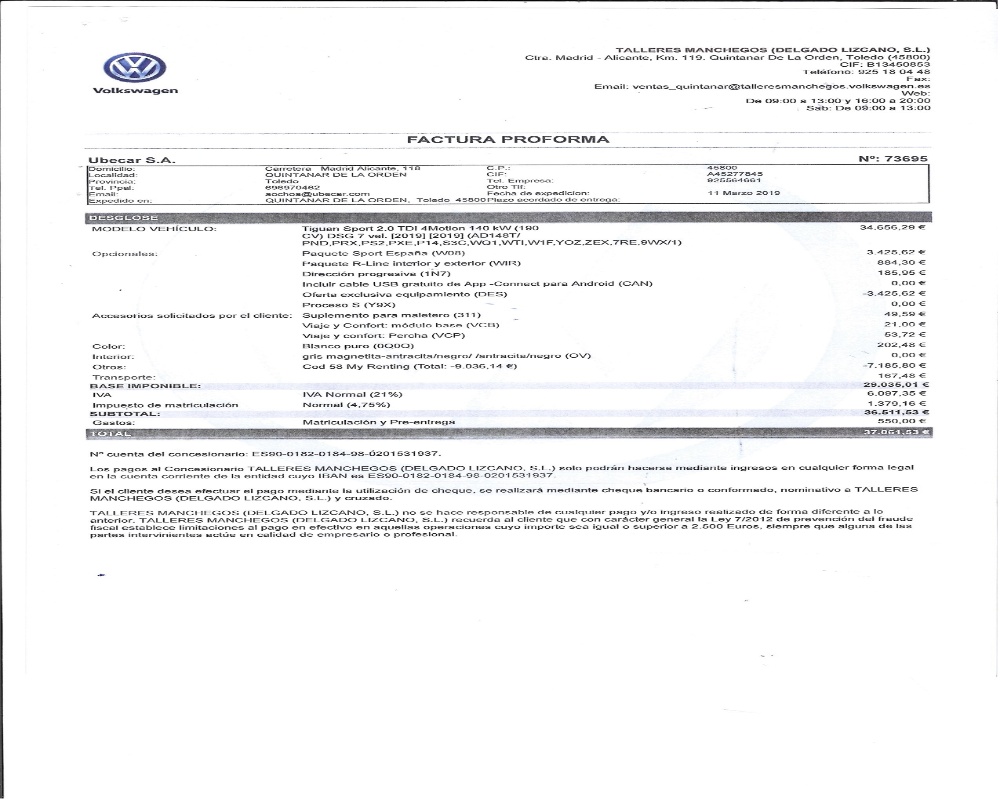 Volkswagen
TALLERES MANCHEGOS (DELGADO LIZCANO, S.L.)
Ctra. Madrid - Alicante, Km. 119. Quintanar De La Orden, Toledo (45800)
CIF: B13450853
Teléfono: 925 18 04 48
Fax:
Email: ventas_quintanar@talleresmanchegos.volkswagen.es
Web:
De 09:00 a 13:00 y 16:00 a 20:00
Sab: De 09:00 a 13:00
FACTURA PROFORMA
Ubecar S.A. Nº: 73695
Domicilio: Carretera Madrid Alicante, 118 C.P.: 45800
Localidad: QUINTANAR DE LA ORDEN CIF: A45277845
Provincia: Toledo Tel. Empresa: 925564661
Tel. Ppal: 696970462 Otro Tlf:
Email: sochoa@ubecar.com Fecha de expedicion: 11 Marzo 2019
Expedido en: QUINTANAR DE LA ORDEN, Toledo 45800 Plazo acordado de entrega:
DESGLOSE
MODELO VEHÍCULO: Tiguan Sport 2.0 TDI 4Motion 140 kW (190 34.656,29 €
CV) DSG 7 vel. [2019] [2019] (AD148T/
PND,PRX,PS2,PXE,P14,S3G,WQ1,WTI,W1F,YOZ,ZEX,7RE,9WX/1)
Opcionales: Paquete Sport España (W08) 3.425,62 €
Paquete R-Line interior y exterior (WIR) 884,30 €
Dirección progresiva (1N7) 185,95 €
Incluir cable USB gratuito de App -Connect para Android (CAN) 0,00 €
Oferta exclusiva equipamiento (DES) -3.425,62 €
Proceso S (Y9X) 0,00 €
Accesorios solicitados por el cliente: Suplemento para maletero (311) 49,59 €
Viaje y Confort: módulo base (VCB) 21,00 €
Viaje y confort: Percha (VCP) 53,72 €
Color: Blanco puro (0Q0Q) 202,48 €
Interior: gris magnetita-antracita/negro/ /antracita/negro (OV) 0,00 €
Otros: Cod 58 My Renting (Total: -9.036,14 €) -7.185,80 €
Transporte: 167,48 €
BASE IMPONIBLE: 29.035,01 €
IVA IVA Normal (21%) 6.097,35 €
Impuesto de matriculación Normal (4,75%) 1.379,16 €
SUBTOTAL: 36.511,53 €
Gastos: Matriculación y Pre-entrega 550,00 €
TOTAL 37.061,53 €
Nº cuenta del concesionario: ES90-0182-0184-98-0201531937.
Los pagos al Concesionario TALLERES MANCHEGOS (DELGADO LIZCANO, S.L.) solo podrán hacerse mediante ingresos en cualquier forma legal
en la cuenta corriente de la entidad cuyo IBAN es ES90-0182-0184-98-0201531937.
Si el cliente desea efectuar el pago mediante la utilización de cheque, se realizará mediante cheque bancario o conformado, nominativo a TALLERES
MANCHEGOS (DELGADO LIZCANO, S.L.) y cruzado.
TALLERES MANCHEGOS (DELGADO LIZCANO, S.L.) no se hace responsable de cualquier pago y/o ingreso realizado de forma diferente a lo
anterior. TALLERES MANCHEGOS (DELGADO LIZCANO, S.L.) recuerda al cliente que con carácter general la Ley 7/2012 de prevención del fraude
fiscal establece limitaciones al pago en efectivo en aquellas operaciones cuyo importe sea igual o superior a 2.500 Euros, siempre que alguna de las
partes intervinientes actúe en calidad de empresario o profesional.